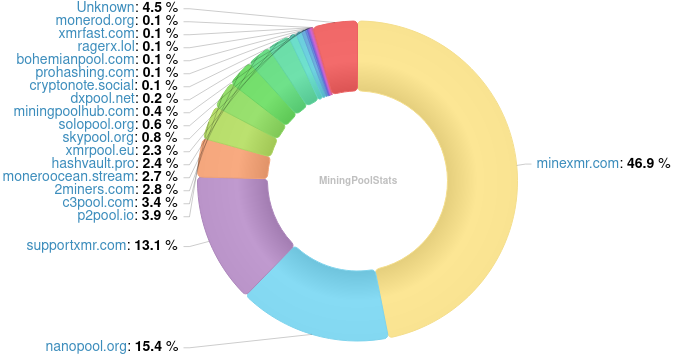 Unknown: 4.5 %
monerod.org: 0.1 %
xmrfast.com: 0.1 %
ragerx.lol: 0.1 %
bohemianpool.com: 0.1 %
prohashing.com: 0.1 %
cryptonote.social: 0.1 %
dxpool.net: 0.2 %
miningpoolhub.com: 0.4 %
solopool.org: 0.6 %
skypool.org: 0.8 %
xmrpool.eu: 2.3 %
hashvault.pro: 2.4 %
moneroocean.stream: 2.7 %
2miners.com: 2.8 %
c3pool.com: 3.4 %
p2pool.io: 3.9 %
supportxmr.com: 13.1 %
nanopool.org: 15.4 %
MiningPoolStats
minexmr.com: 46.9 %